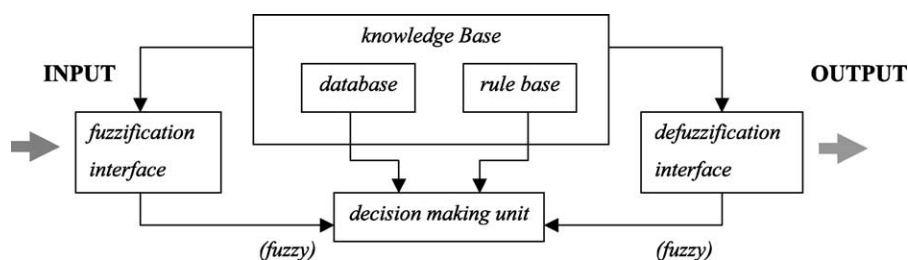 knowledge Base
INPUT
OUTPUT
database
rule base
fuzzification
interface
defuzzification
interface
decision making unit
(fuzzy)
(fuzzy)